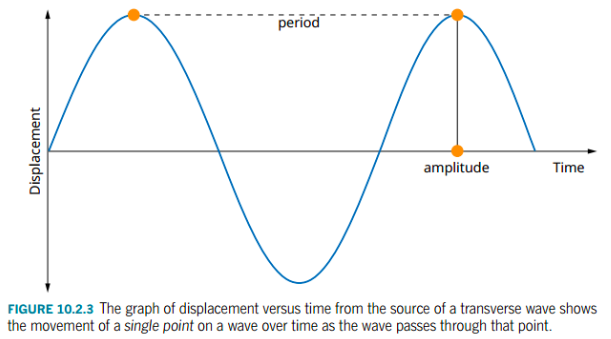 period
Displacement
amplitude
Time
FIGURE 10.2.3 The graph of displacement versus time from the source of a transverse wave shows
the movement of a single point on a wave over time as the wave passes through that point.